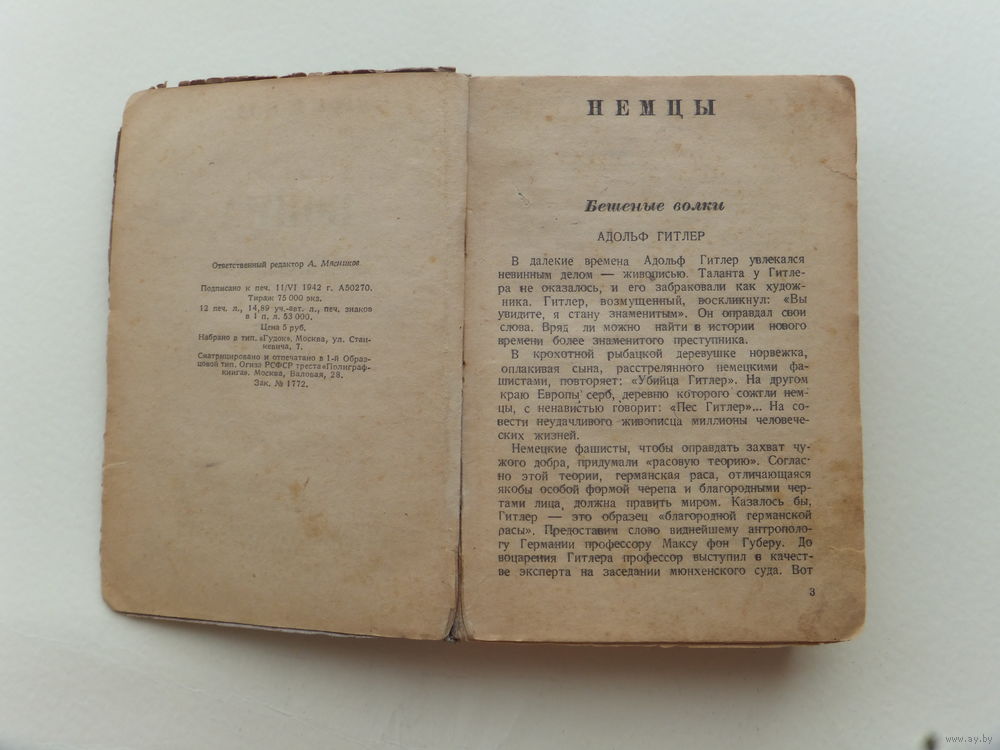 Ответственный редактор А. Мясников
Подписано к печ. 11/VI 1942 г. А50270.
Тираж 75 000 экз.
12 печ. л., 14,89 уч.-авт. л., печ. знаков
в 1 п. л. 53 000.
Цена 5 руб.
Набрано в тип. «Гудок», Москва, ул. Стан-
кевича, 7.
Сматрицировано и отпечатано в 1-й Образ-
цовой тип. Огиза РСФСР треста «Полиграф-
книга». Москва, Валовая, 28.
Зак. № 1772.
НЕМЦЫ
Бешеные волки
АДОЛЬФ ГИТЛЕР
В далекие времена Адольф Гитлер увлекался
невинным делом — живописью. Таланта у Гитле-
ра не оказалось, и его забраковали как худож-
ника. Гитлер, возмущенный, воскликнул: «Вы
увидите, я стану знаменитым». Он оправдал свои
слова. Вряд ли можно найти в истории нового
времени более знаменитого преступника.
В крохотной рыбацкой деревушке норвежка,
оплакивая сына, расстрелянного немецкими фа-
шистами, повторяет: «Убийца Гитлер». На другом
краю Европы серб, деревню которого сожгли нем-
цы, с ненавистью говорит: «Пес Гитлер»... На со-
вести неудачливого живописца миллионы человече-
ских жизней.
Немецкие фашисты, чтобы оправдать захват чу-
жого добра, придумали «расовую теорию». Соглас-
но этой теории, германская раса, отличающаяся
якобы особой формой черепа и благородными чер-
тами лица, должна править миром. Казалось бы,
Гитлер — это образец «благородной германской
расы». Предоставим слово виднейшему антрополо-
гу Германии профессору Максу фон Губеру. До
воцарения Гитлера профессор выступил в качест-
ве эксперта на заседании мюнхенского суда. Вот
3
www.ay.by